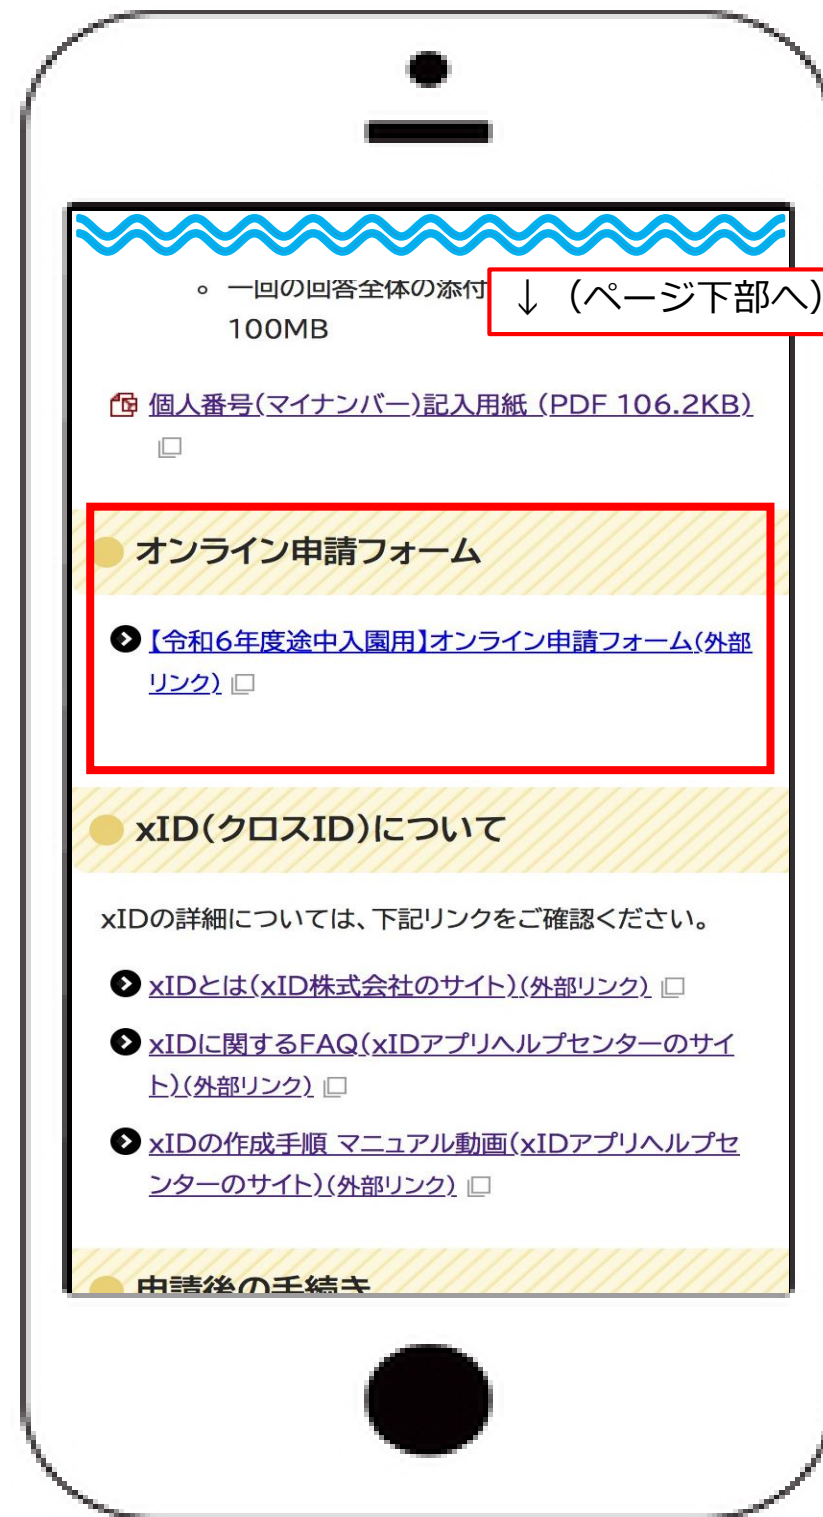 一回の回答全体の添付
↓（ページ下部へ）
100MB
個人番号(マイナンバー)記入用紙 (PDF 106.2KB)
オンライン申請フォーム
【令和6年度途中入園用】オンライン申請フォーム(外部
リンク)
xID(クロスID)について
xIDの詳細については、下記リンクをご確認ください。
xIDとは(xID株式会社のサイト)(外部リンク)
xIDに関するFAQ(xIDアプリヘルプセンターのサイ
ト)(外部リンク)
xIDの作成手順 マニュアル動画(xIDアプリヘルプセ
ンターのサイト)(外部リンク)
申請後の手続き